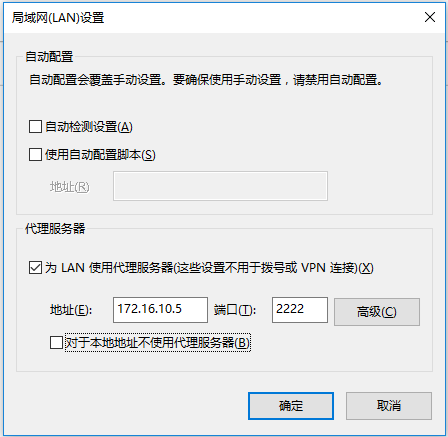 局域网(LAN)设置
自动配置
自动配置会覆盖手动设置。要确保使用手动设置，请禁用自动配置。
自动检测设置(A)
使用自动配置脚本(S)
地址(R)
代理服务器
为 LAN 使用代理服务器(这些设置不用于拨号或 VPN 连接)(X)
地址(E): 172.16.10.5 端口(T): 2222 高级(C)
对于本地地址不使用代理服务器(B)
确定 取消